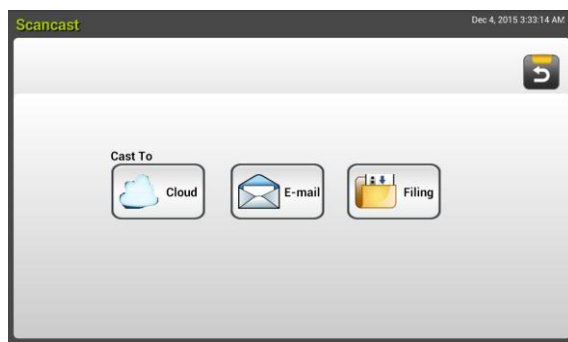 Scancast
Dec 4, 2015 3:33:14 AM
Cast To
Cloud
E-mail
Filing